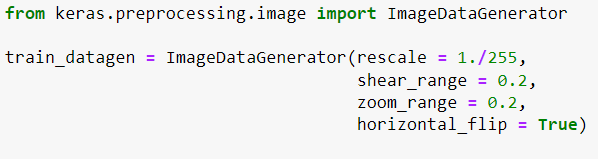 from keras.preprocessing.image import ImageDataGenerator
train_datagen = ImageDataGenerator(rescale = 1./255,
shear_range = 0.2,
zoom_range = 0.2,
horizontal_flip = True)